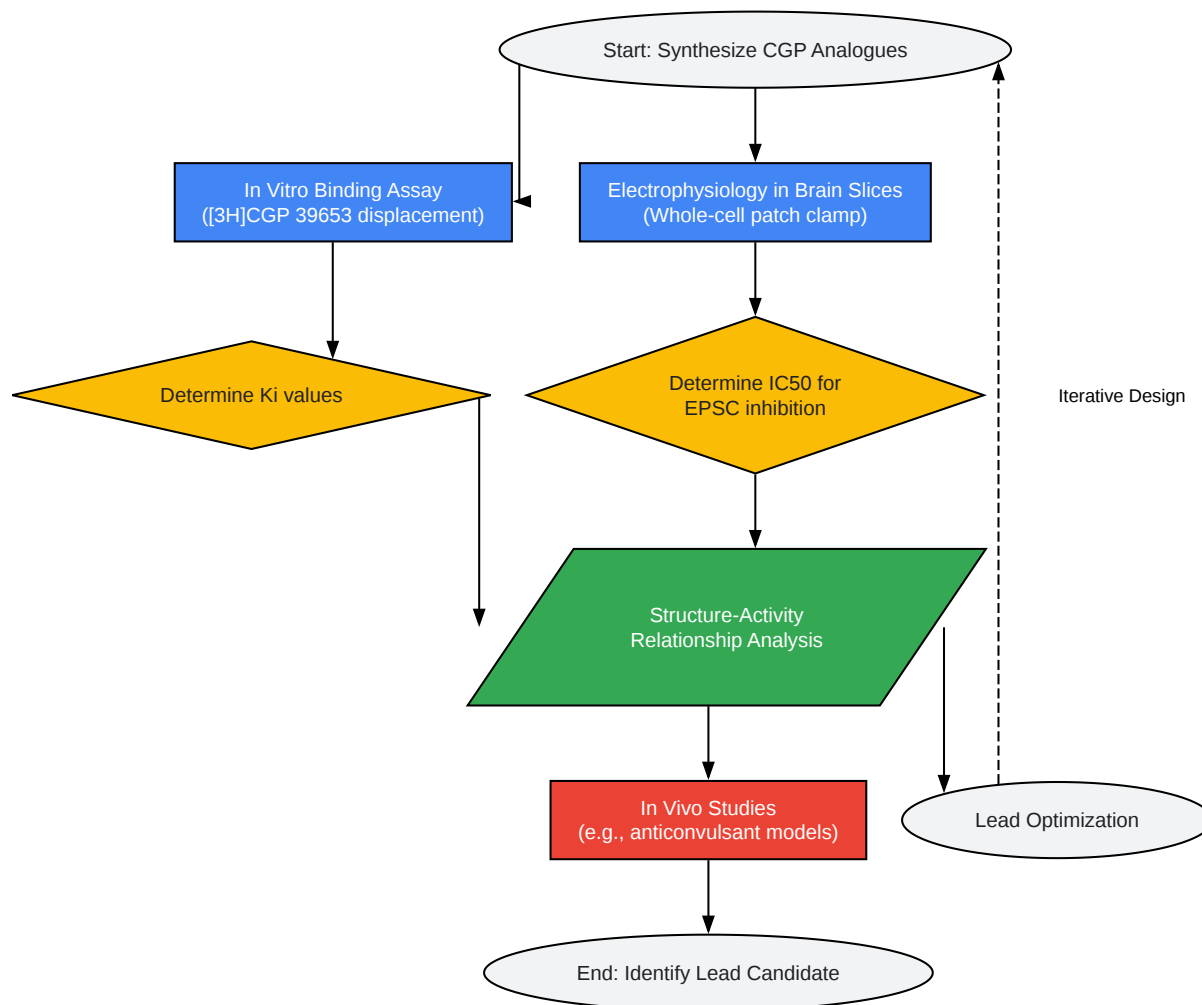 Start: Synthesize CGP Analogues
In Vitro Binding Assay
([3H]CGP 39653 displacement)
Electrophysiology in Brain Slices
(Whole-cell patch clamp)
Determine Ki values
Determine IC50 for
EPSC inhibition
Iterative Design
Structure-Activity
Relationship Analysis
In Vivo Studies
(e.g., anticonvulsant models)
Lead Optimization
End: Identify Lead Candidate